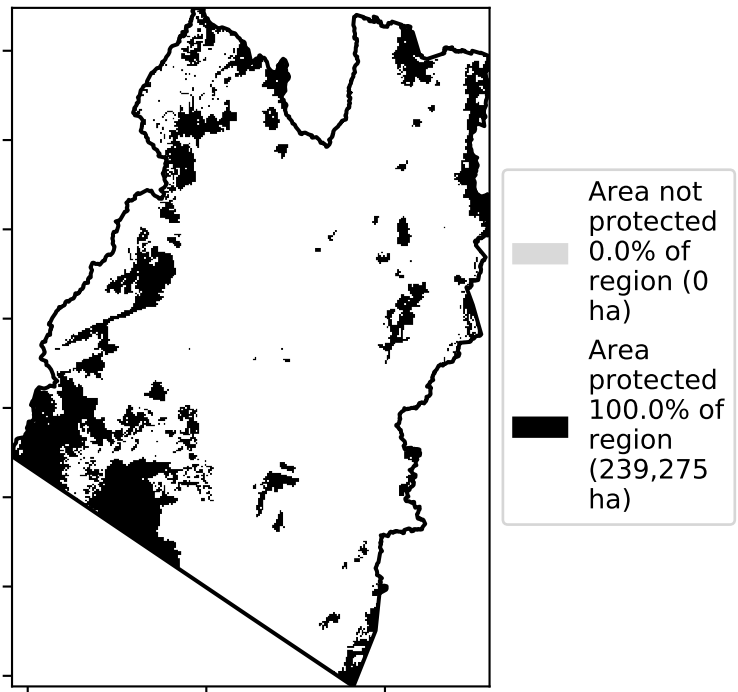 Area not
protected
0.0% of
region (0
ha)
Area
protected
100.0% of
region
(239,275
ha)